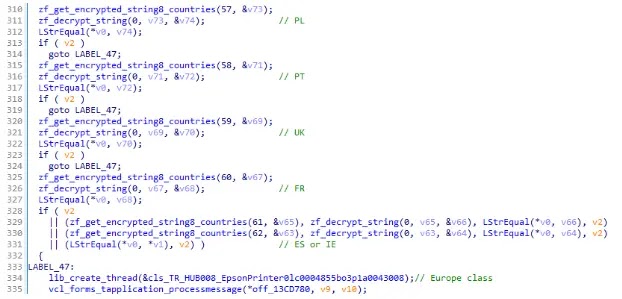 310 zf_get_encrypted_string8_countries(57, &v73);
311 zf_decrypt_string(0, v73, &v74); // PL
312 LStrEqual(*v0, v74);
313 if ( v2 )
314 goto LABEL_47;
315 zf_get_encrypted_string8_countries(58, &v71);
316 zf_decrypt_string(0, v71, &v72); // PT
317 LStrEqual(*v0, v72);
318 if ( v2 )
319 goto LABEL_47;
320 zf_get_encrypted_string8_countries(59, &v69);
321 zf_decrypt_string(0, v69, &v70); // UK
322 LStrEqual(*v0, v70);
323 if ( v2 )
324 goto LABEL_47;
325 zf_get_encrypted_string8_countries(60, &v67);
326 zf_decrypt_string(0, v67, &v68); // FR
327 LStrEqual(*v0, v68);
328 if ( v2
329 || (zf_get_encrypted_string8_countries(61, &v65), zf_decrypt_string(0, v65, &v66), LStrEqual(*v0, v66), v2)
330 || (zf_get_encrypted_string8_countries(62, &v63), zf_decrypt_string(0, v63, &v64), LStrEqual(*v0, v64), v2)
331 || (LStrEqual(*v0, *v1), v2) ) // ES or IE
332 {
333 LABEL_47:
334 lib_create_thread(&cls_TR_HUB008_EpsonPrinter0lc0004855bo3p1a0043008);// Europe class
335 vcl_forms_tapplication_processmessage(*off_13CD780, v9, v10);